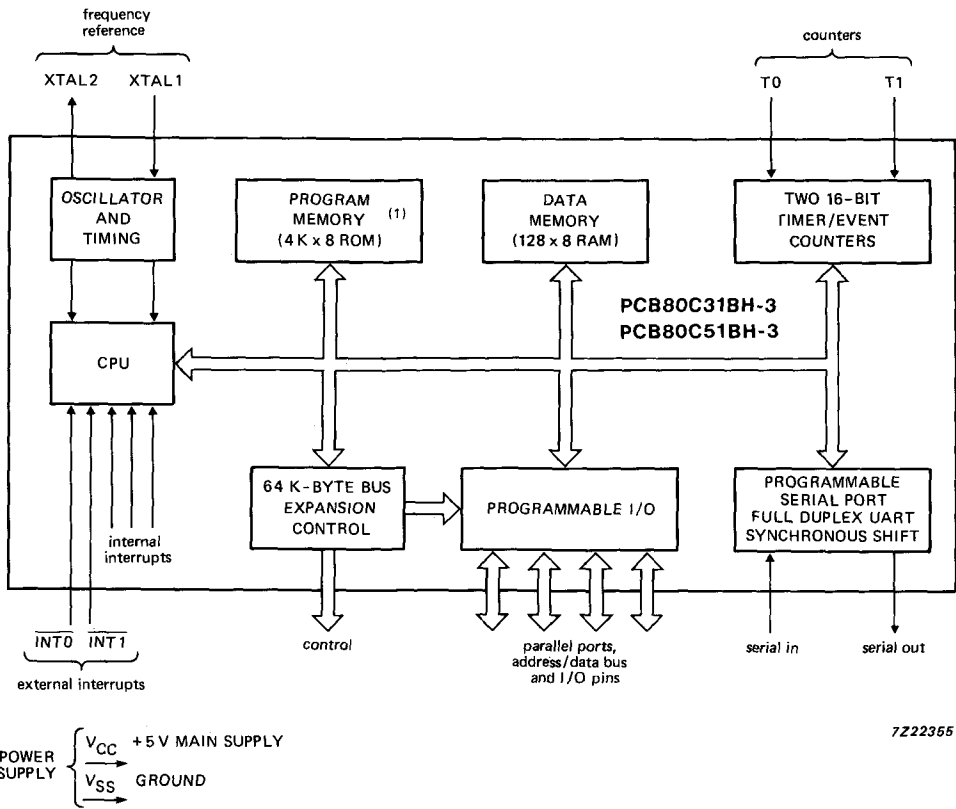 frequency
reference
XTAL2 XTAL1
counters
T0 T1
OSCILLATOR
AND
TIMING
PROGRAM
MEMORY (1)
(4 K x 8 ROM)
DATA
MEMORY
(128 x 8 RAM)
TWO 16-BIT
TIMER/EVENT
COUNTERS
PCB80C31BH-3
PCB80C51BH-3
CPU
internal
interrupts
64 K-BYTE BUS
EXPANSION
CONTROL
PROGRAMMABLE I/O
PROGRAMMABLE
SERIAL PORT
FULL DUPLEX UART
SYNCHRONOUS SHIFT
INT0 INT1
external interrupts
control
parallel ports,
address/data bus
and I/O pins
serial in
serial out
POWER
SUPPLY
VCC +5 V MAIN SUPPLY
VSS GROUND
7Z22355